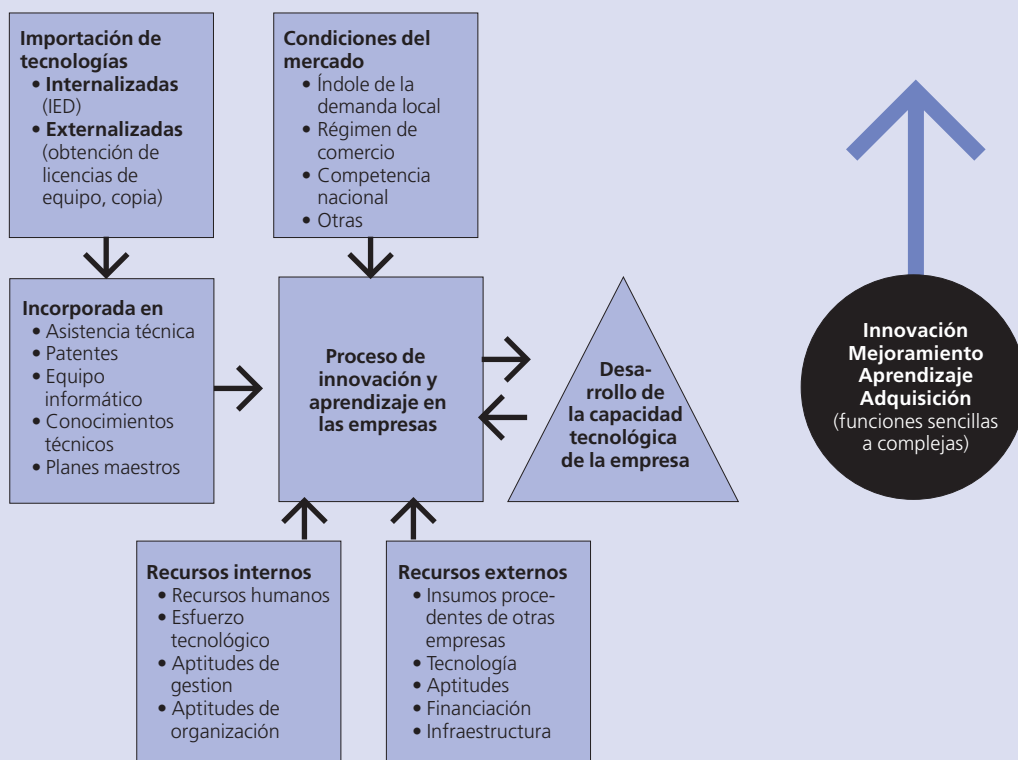 Importación de
tecnologías
• Internalizadas
(IED)
• Externalizadas
(obtención de
licencias de
equipo, copia)
Condiciones del
mercado
• Índole de la
demanda local
• Régimen de
comercio
• Competencia
nacional
• Otras
Incorporada en
• Asistencia técnica
• Patentes
• Equipo
informático
• Conocimientos
técnicos
• Planes maestros
Proceso de
innovación y
aprendizaje en
las empresas
Desa-
rrollo de
la capacidad
tecnológica
de la empresa
Innovación
Mejoramiento
Aprendizaje
Adquisición
(funciones sencillas
a complejas)
Recursos internos
• Recursos humanos
• Esfuerzo
tecnológico
• Aptitudes de
gestion
• Aptitudes de
organización
Recursos externos
• Insumos proce-
dentes de otras
empresas
• Tecnología
• Aptitudes
• Financiación
• Infraestructura